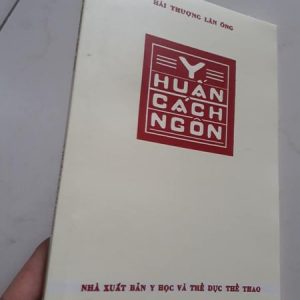 HẢI THƯỢNG LÃN ÔNG
Y
HUẤN
CÁCH
NGÔN
NHÀ XUẤT BẢN Y HỌC VÀ THỂ DỤC THỂ THAO